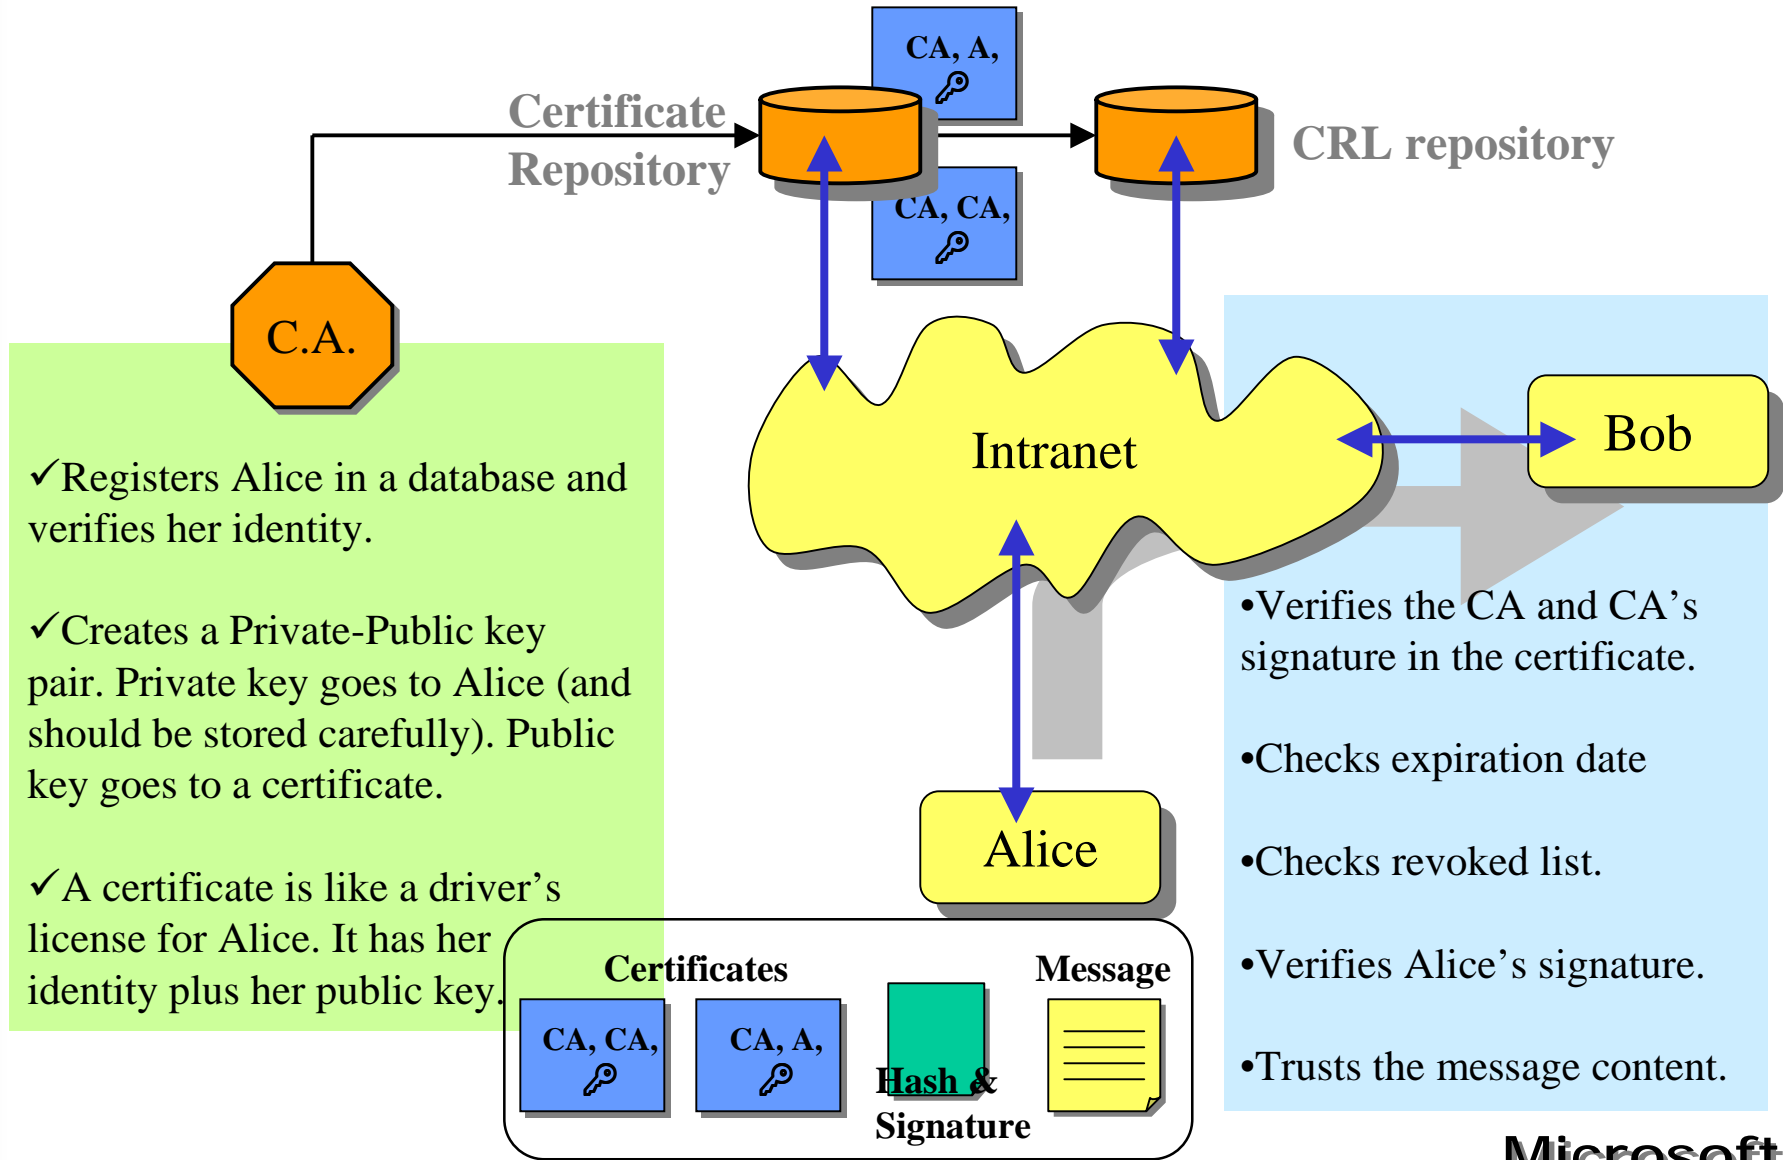 CA, A,
Certificate
Repository
CRL repository
CA, CA,
C.A.
✓Registers Alice in a database and
verifies her identity.
✓Creates a Private-Public key
pair. Private key goes to Alice (and
should be stored carefully). Public
key goes to a certificate.
✓A certificate is like a driver’s
license for Alice. It has her
identity plus her public key.
Intranet
Bob
Alice
•Verifies the CA and CA’s
signature in the certificate.
•Checks expiration date
•Checks revoked list.
•Verifies Alice’s signature.
•Trusts the message content.
Certificates
Message
CA, CA,
CA, A,
Hash &
Signature
Microsoft